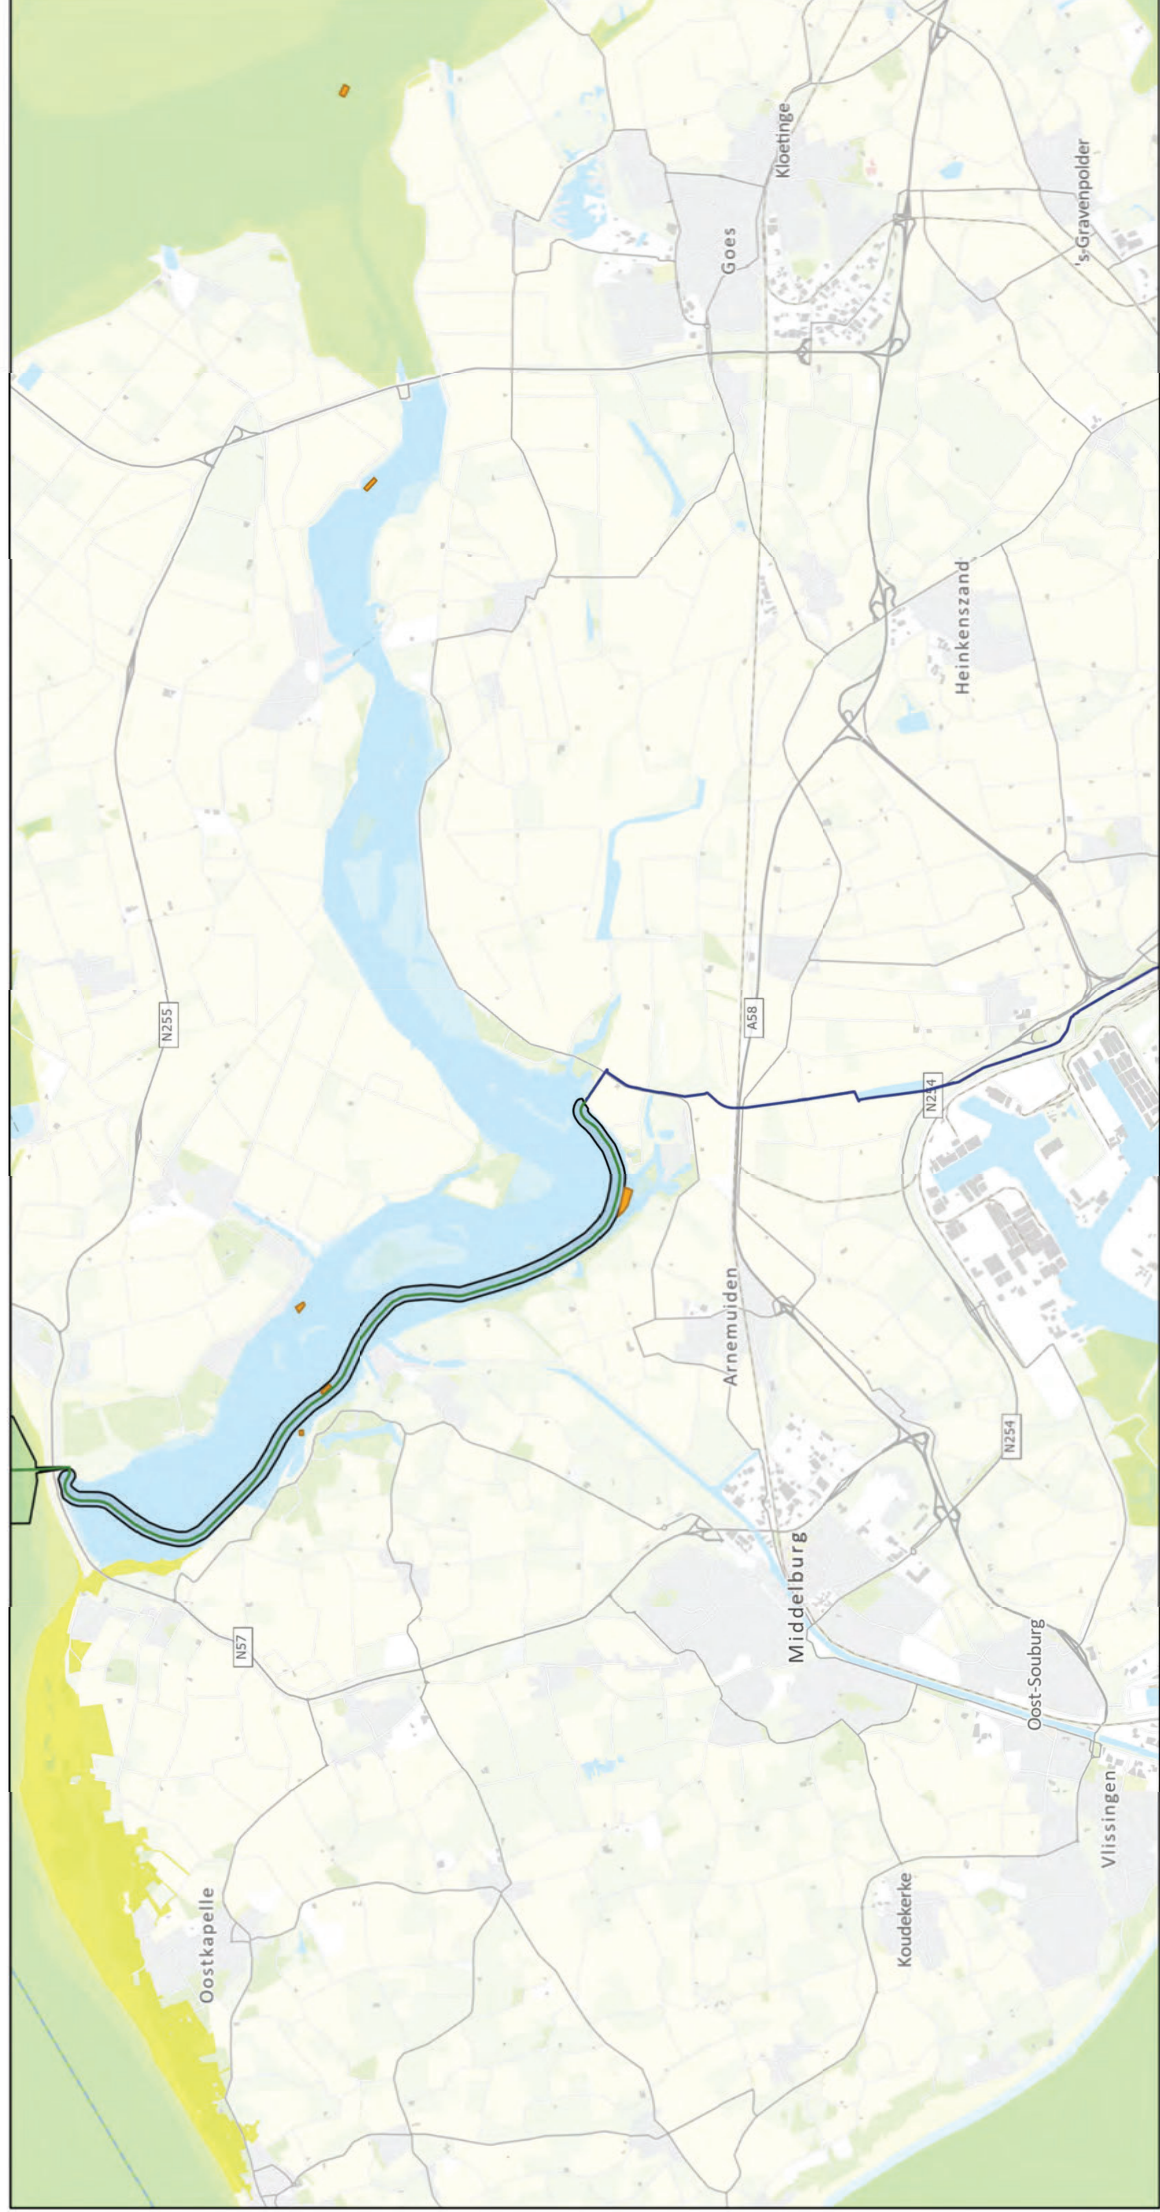 N255
N57
Oostkapelle
Goes
Kloetinge
's-Gravenpolder
A58
Heinkenszand
N254
Arnemuiden
N254
Middelburg
Oost-Souburg
Koudekerke
Vlissingen